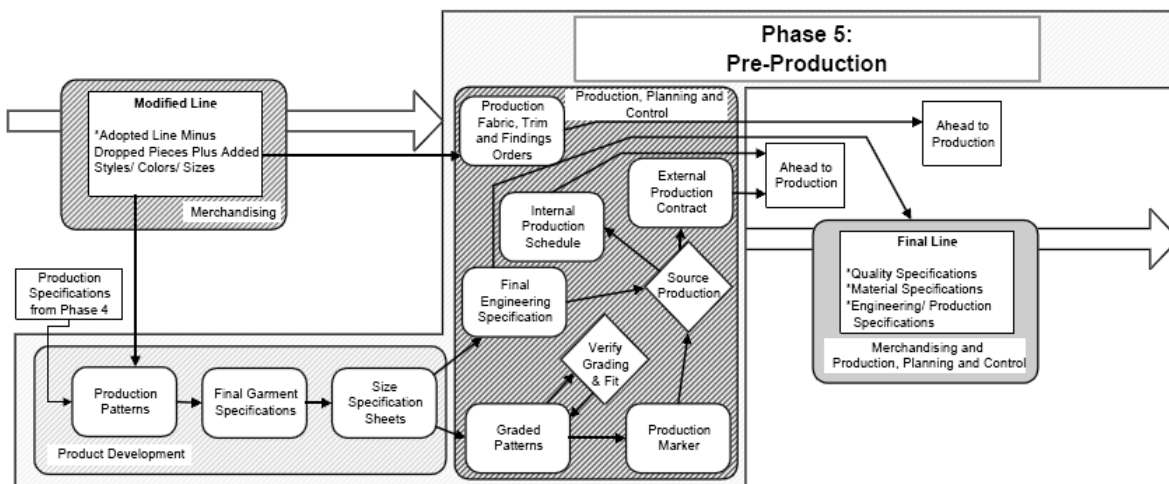 Phase 5:
Pre-Production
Modified Line
*Adopted Line Minus
Dropped Pieces Plus Added
Styles/ Colors/ Sizes
Merchandising
Production
Fabric, Trim
and Findings
Orders
Production, Planning and
Control
Ahead to
Production
Ahead to
Production
External
Production
Contract
Internal
Production
Schedule
Final Line
*Quality Specifications
*Material Specifications
*Engineering/ Production
Specifications
Merchandising and
Production, Planning and Control
Production
Specifications
from Phase 4
Final
Engineering
Specification
Source
Production
Verify
Grading
& Fit
Production
Patterns
Final Garment
Specifications
Size
Specification
Sheets
Graded
Patterns
Production
Marker
Product Development